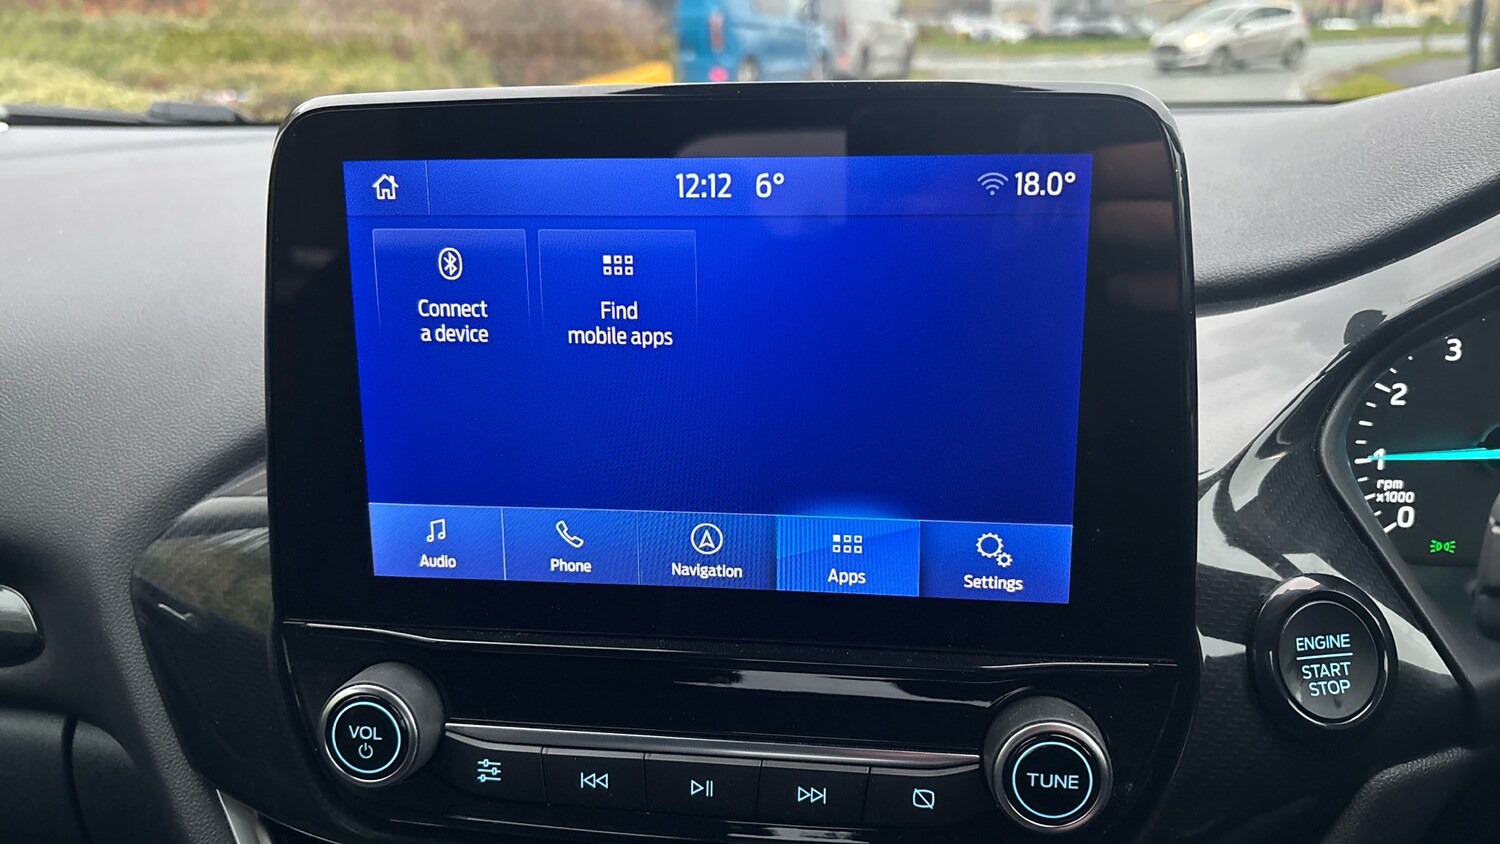 12:12 6° 18.0°
Connect
a device
Find
mobile apps
Audio
Phone
Navigation
Apps
Settings
3
2
1
rpm
x1000
0
ENGINE
START
STOP
VOL
TUNE